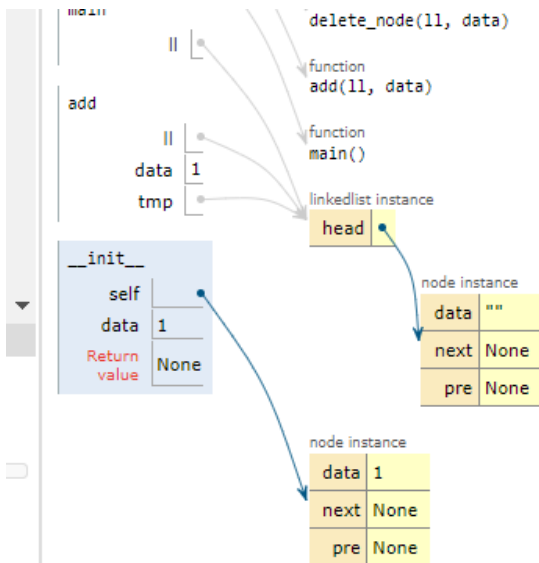 main
ll
add
ll
data 1
tmp
__init__
self
data 1
Return
value None
delete_node(ll, data)
function
add(ll, data)
function
main()
linkedlist instance
head
node instance
data ""
next None
pre None
node instance
data 1
next None
pre None